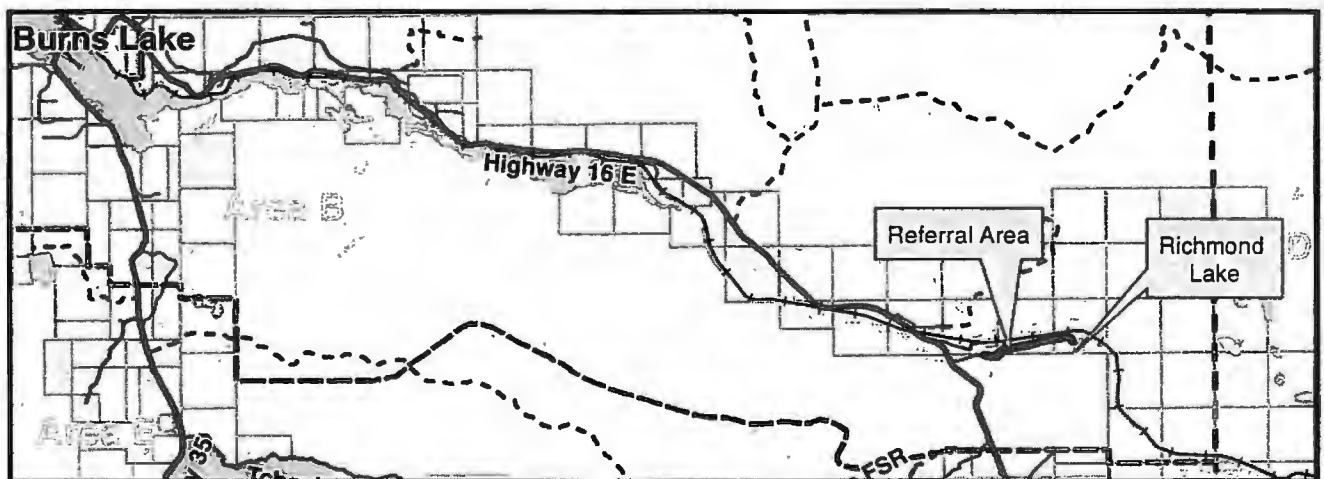 Burns Lake
Highway 16 E
Area B
Referral Area
Richmond
Lake
D
Area E
35
FSR